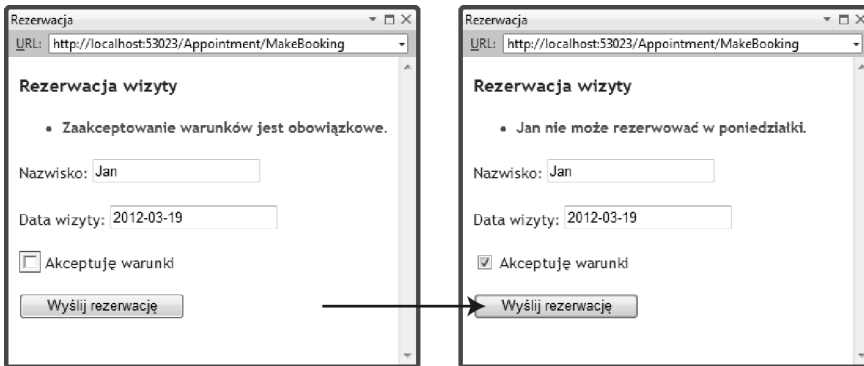 Rezerwacja
URL: http://localhost:53023/Appointment/MakeBooking
Rezerwacja wizyty
• Zaakceptowanie warunków jest obowiązkowe.
Nazwisko: Jan
Data wizyty: 2012-03-19
Akceptuję warunki
Wyślij rezerwację
Rezerwacja
URL: http://localhost:53023/Appointment/MakeBooking
Rezerwacja wizyty
• Jan nie może rezerwować w poniedziałki.
Nazwisko: Jan
Data wizyty: 2012-03-19
Akceptuję warunki
Wyślij rezerwację